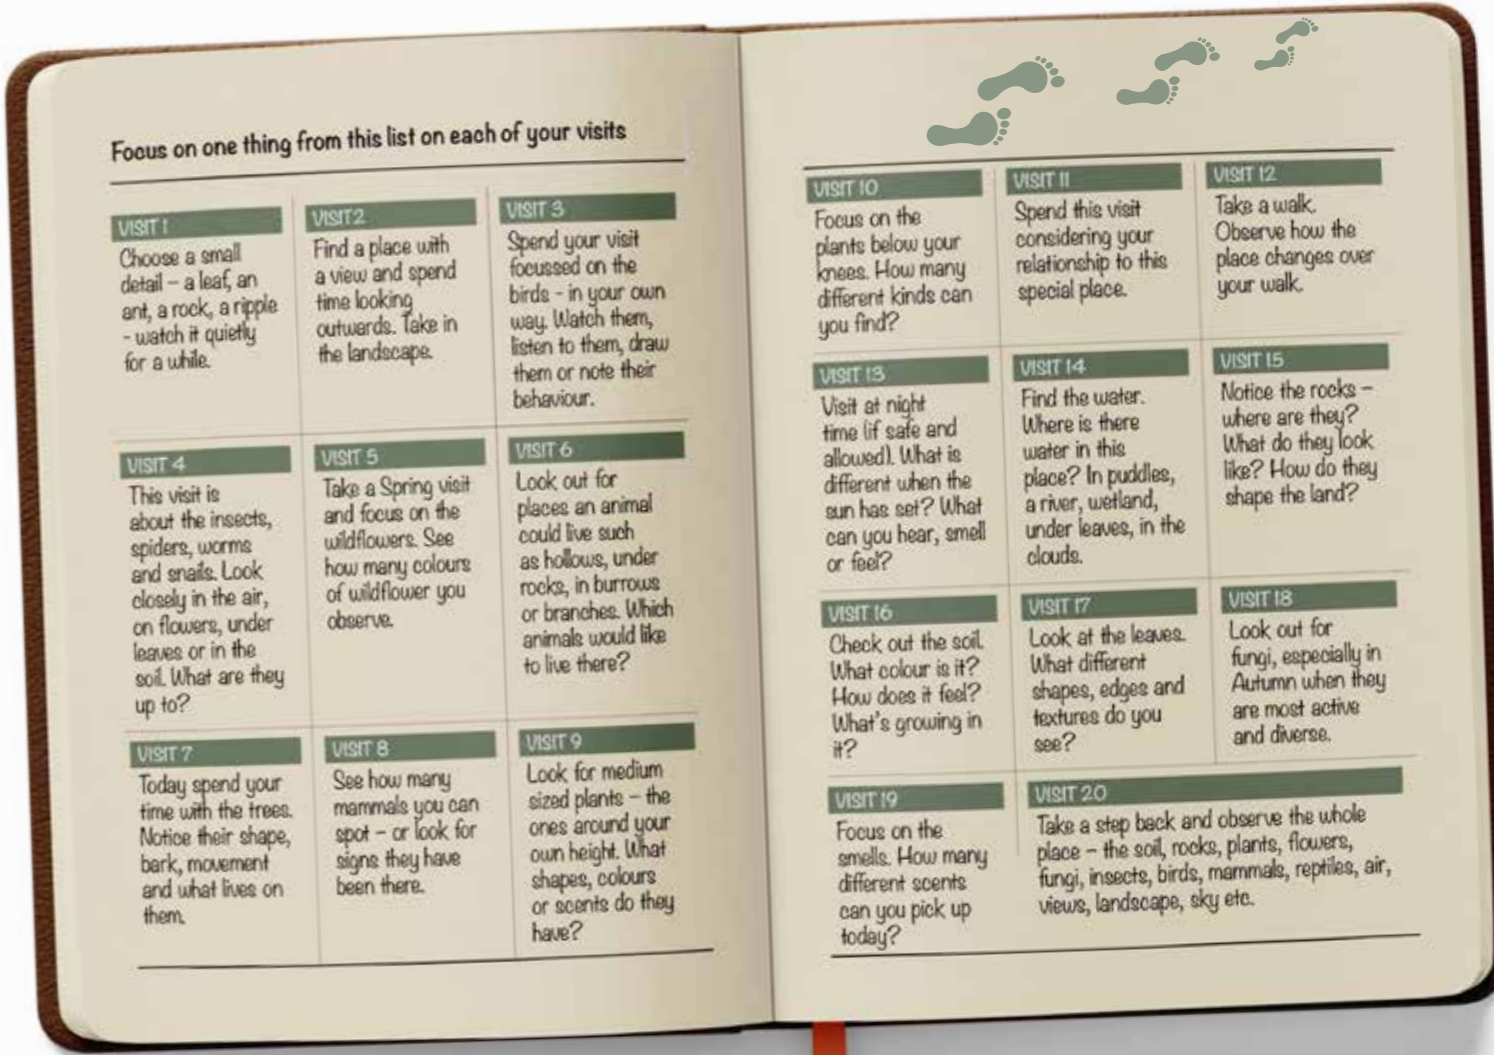 Focus on one thing from this list on each of your visits
VISIT 1
Choose a small
detail – a leaf, an
ant, a rock, a ripple
- watch it quietly
for a while.
VISIT 2
Find a place with
a view and spend
time looking
outwards. Take in
the landscape.
VISIT 3
Spend your visit
focussed on the
birds - in your own
way. Watch them,
listen to them, draw
them or note their
behaviour.
VISIT 4
This visit is
about the insects,
spiders, worms
and snails. Look
closely in the air,
on flowers, under
leaves or in the
soil. What are they
up to?
VISIT 5
Take a Spring visit
and focus on the
wildflowers. See
how many colours
of wildflower you
observe.
VISIT 6
Look out for
places an animal
could live such
as hollows, under
rocks, in burrows
or branches. Which
animals would like
to live there?
VISIT 7
Today spend your
time with the trees.
Notice their shape,
bark, movement
and what lives on
them.
VISIT 8
See how many
mammals you can
spot – or look for
signs they have
been there.
VISIT 9
Look for medium
sized plants – the
ones around your
own height. What
shapes, colours
or scents do they
have?
VISIT 10
Focus on the
plants below your
knees. How many
different kinds can
you find?
VISIT 11
Spend this visit
considering your
relationship to this
special place.
VISIT 12
Take a walk.
Observe how the
place changes over
your walk.
VISIT 13
Visit at night
time (if safe and
allowed). What is
different when the
sun has set? What
can you hear, smell
or feel?
VISIT 14
Find the water.
Where is there
water in this
place? In puddles,
a river, wetland,
under leaves, in the
clouds.
VISIT 15
Notice the rocks –
where are they?
What do they look
like? How do they
shape the land?
VISIT 16
Check out the soil.
What colour is it?
How does it feel?
What's growing in
it?
VISIT 17
Look at the leaves.
What different
shapes, edges and
textures do you
see?
VISIT 18
Look out for
fungi, especially in
Autumn when they
are most active
and diverse.
VISIT 19
Focus on the
smells. How many
different scents
can you pick up
today?
VISIT 20
Take a step back and observe the whole
place – the soil, rocks, plants, flowers,
fungi, insects, birds, mammals, reptiles, air,
views, landscape, sky etc.